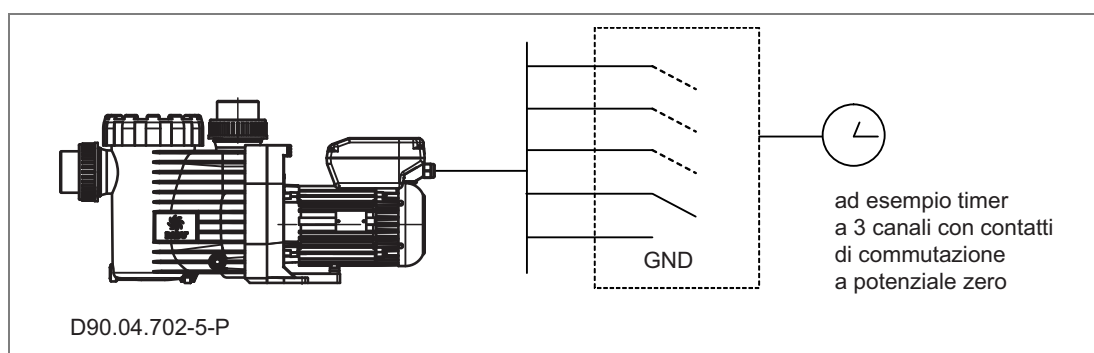 GND
ad esempio timer
a 3 canali con contatti
di commutazione
a potenziale zero
D90.04.702-5-P